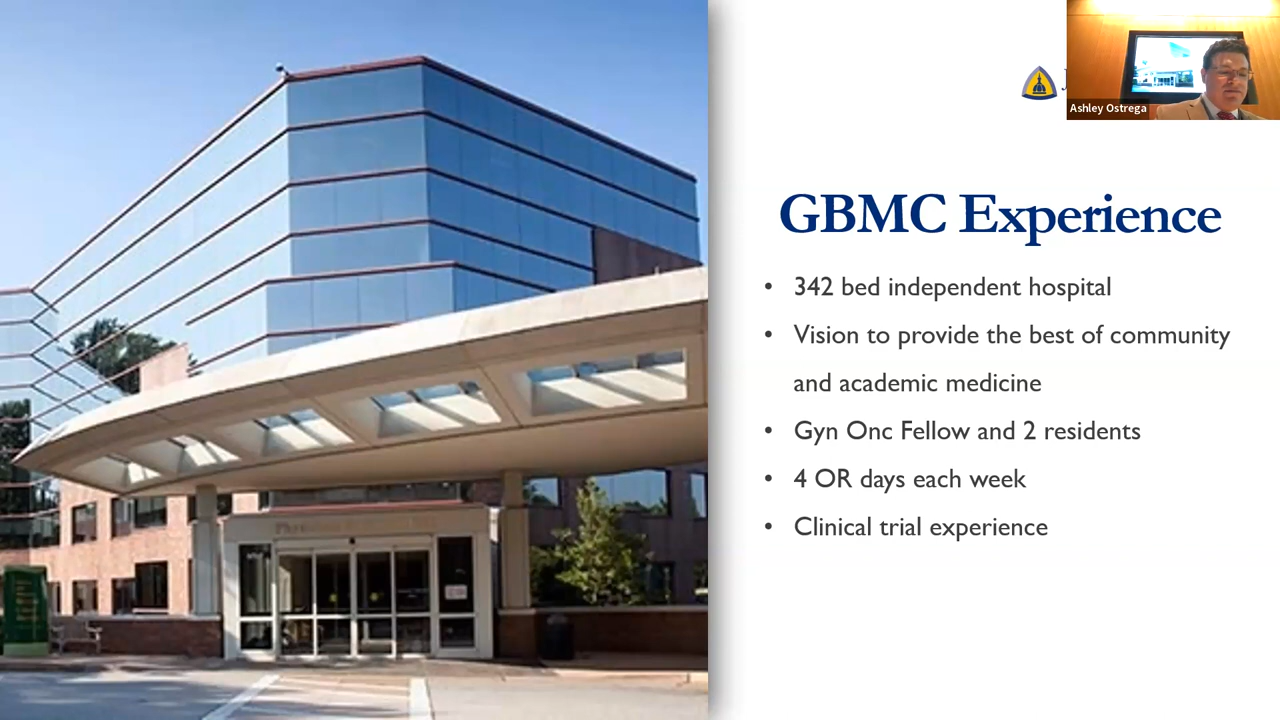 Ashley Ostrega
GBMC Experience
• 342 bed independent hospital
• Vision to provide the best of community
and academic medicine
• Gyn Onc Fellow and 2 residents
• 4 OR days each week
• Clinical trial experience